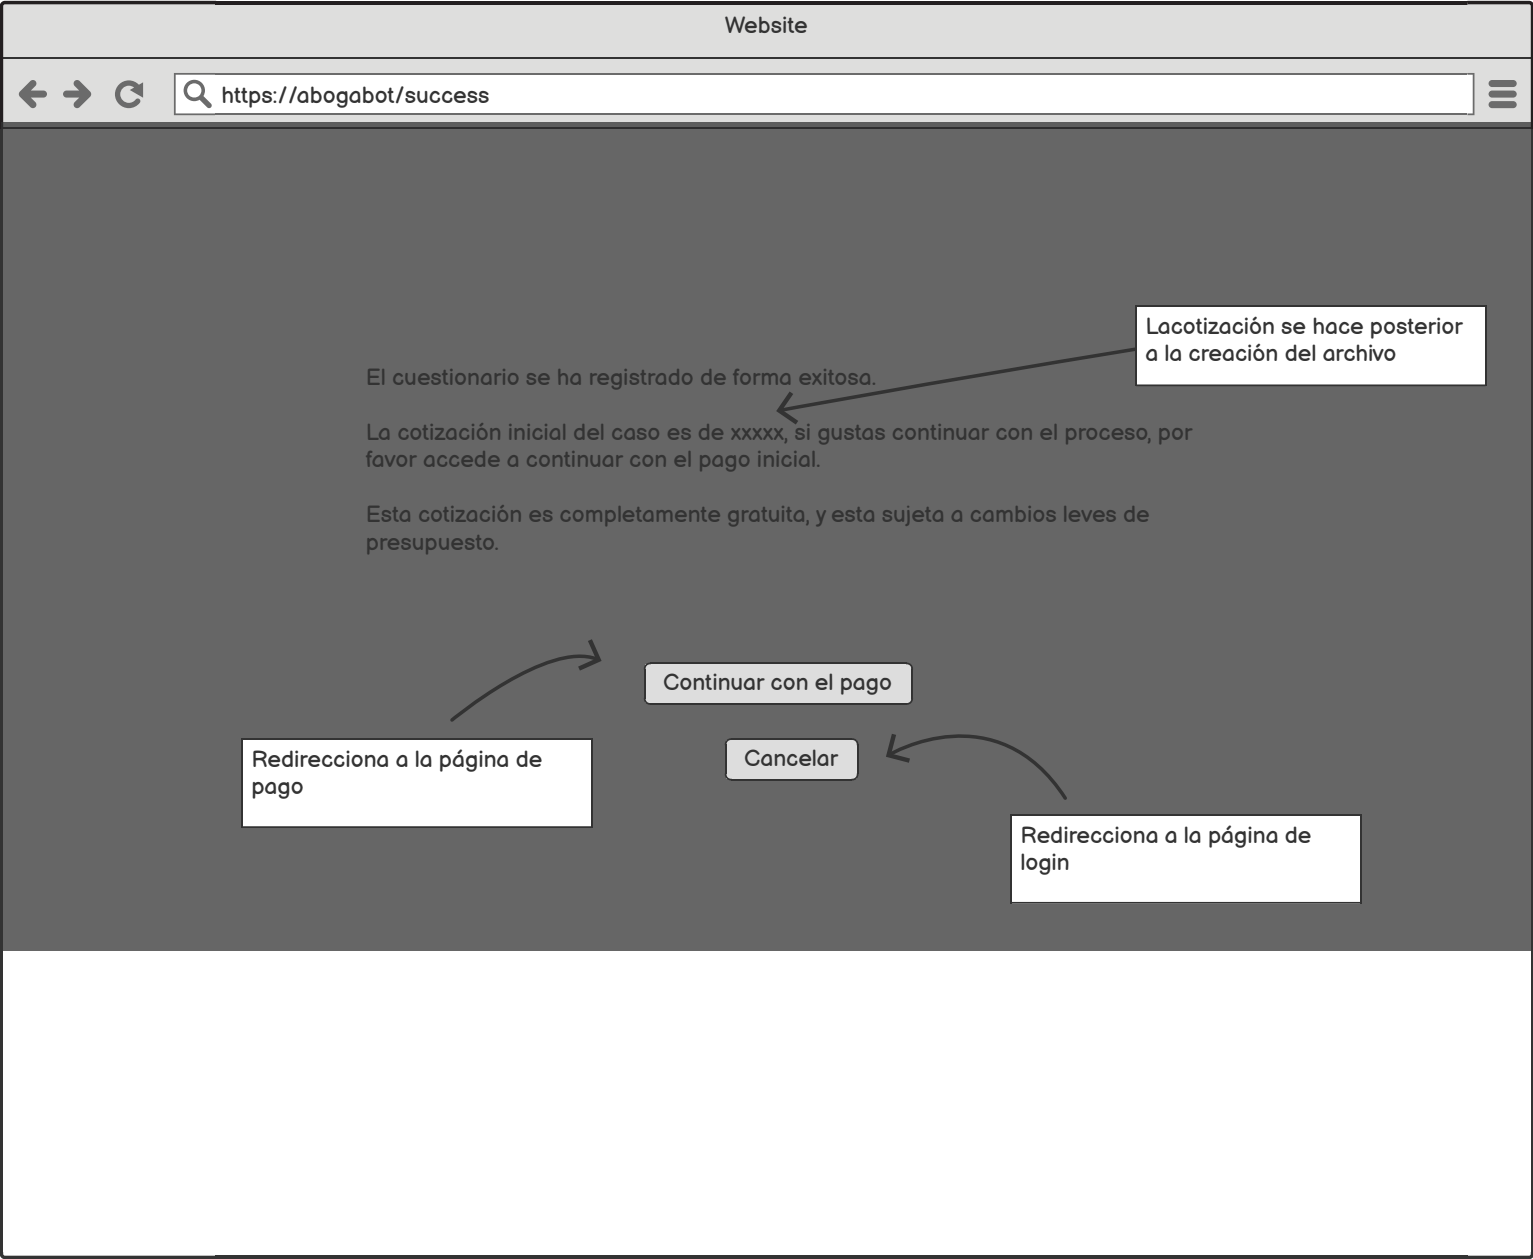 Website
https://abogabot/success
Lacotización se hace posterior
a la creación del archivo
El cuestionario se ha registrado de forma exitosa.
La cotización inicial del caso es de xxxxx, si gustas continuar con el proceso, por
favor accede a continuar con el pago inicial.
Esta cotización es completamente gratuita, y esta sujeta a cambios leves de
presupuesto.
Continuar con el pago
Redirecciona a la página de
pago
Cancelar
Redirecciona a la página de
login